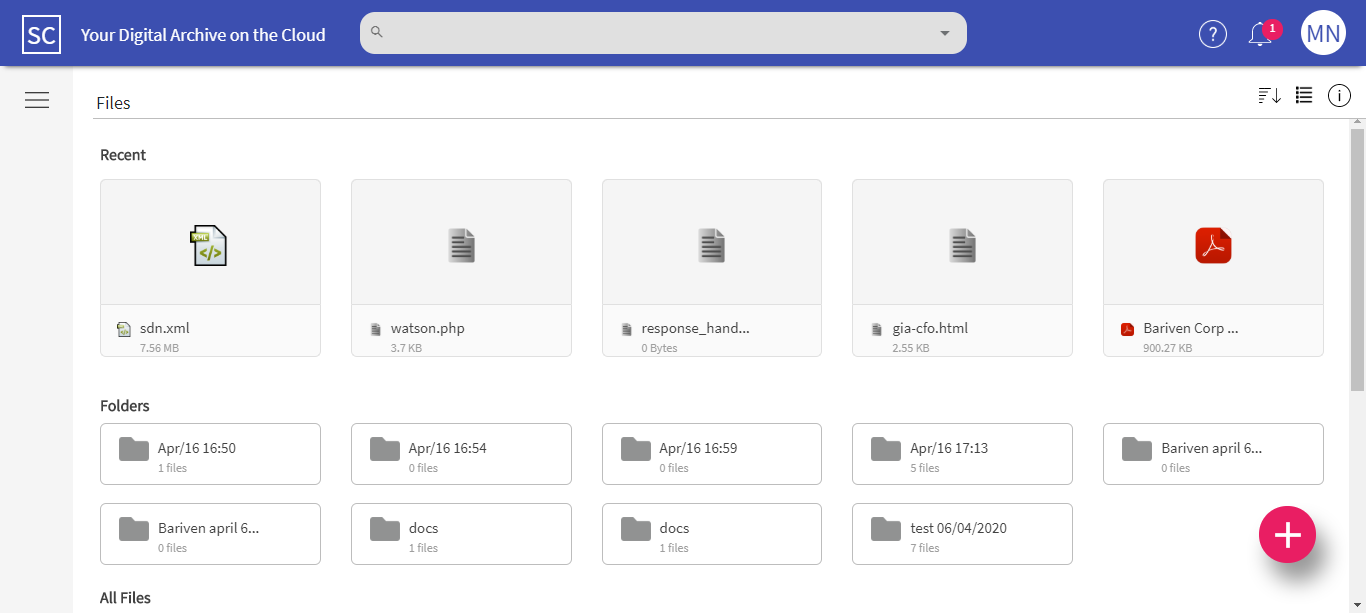 SC
Your Digital Archive on the Cloud
?
1
MN
Files
i
Recent
sdn.xml
7.56 MB
watson.php
3.7 KB
response_hand...
0 Bytes
gia-cfo.html
2.55 KB
Bariven Corp ...
900.27 KB
Folders
Apr/16 16:50
1 files
Apr/16 16:54
0 files
Apr/16 16:59
0 files
Apr/16 17:13
5 files
Bariven april 6...
0 files
Bariven april 6...
0 files
docs
1 files
docs
1 files
test 06/04/2020
7 files
All Files